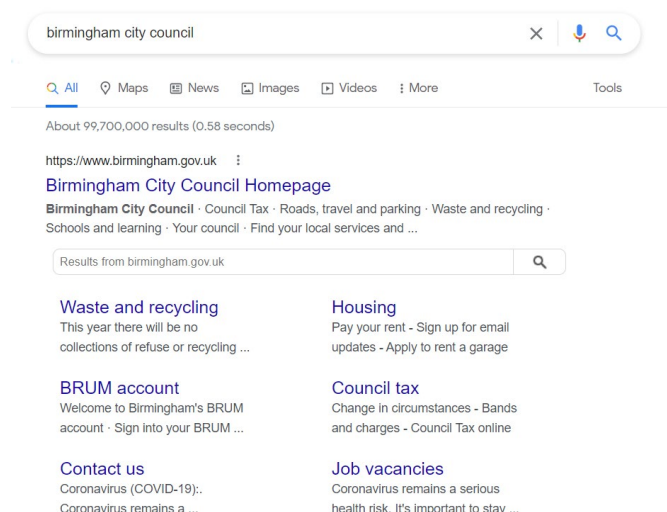 birmingham city council
All Maps News Images Videos More Tools
About 99,700,000 results (0.58 seconds)
https://www.birmingham.gov.uk
Birmingham City Council Homepage
Birmingham City Council · Council Tax · Roads, travel and parking · Waste and recycling ·
Schools and learning · Your council · Find your local services and ...
Results from birmingham.gov.uk
Waste and recycling
This year there will be no
collections of refuse or recycling ...
Housing
Pay your rent - Sign up for email
updates - Apply to rent a garage
BRUM account
Welcome to Birmingham's BRUM
account · Sign into your BRUM ...
Council tax
Change in circumstances - Bands
and charges - Council Tax online
Contact us
Coronavirus (COVID-19):.
Coronavirus remains a ...
Job vacancies
Coronavirus remains a serious
health risk. It's important to stay ...